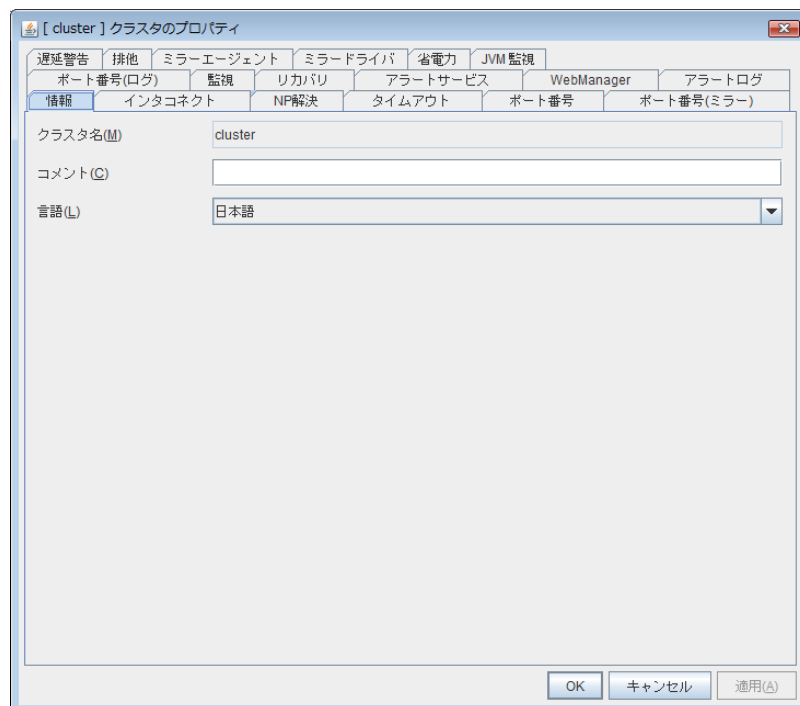 [ cluster ] クラスタのプロパティ
遅延警告 排他 ミラーエージェント ミラードライバ 省電力 JVM 監視
ポート番号(ログ) 監視 リカバリ アラートサービス WebManager アラートログ
情報 インタコネクト NP解決 タイムアウト ポート番号 ポート番号(ミラー)
クラスタ名(M) cluster
コメント(C)
言語(L) 日本語
OK キャンセル 適用(A)